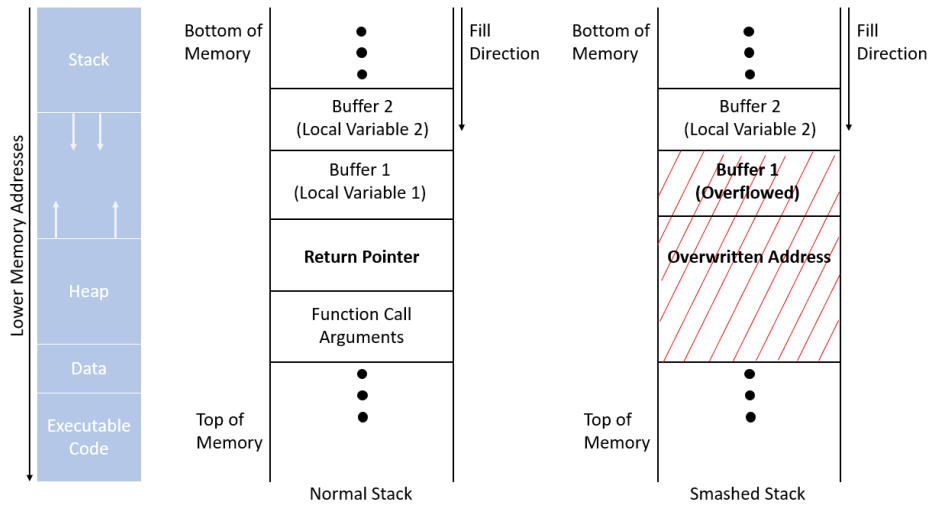 Lower Memory Addresses
Stack
Heap
Data
Executable
Code
Bottom of
Memory
Fill
Direction
Buffer 2
(Local Variable 2)
Buffer 1
(Local Variable 1)
Return Pointer
Function Call
Arguments
Top of
Memory
Normal Stack
Bottom of
Memory
Fill
Direction
Buffer 2
(Local Variable 2)
Buffer 1
(Overflowed)
Overwritten Address
Top of
Memory
Smashed Stack